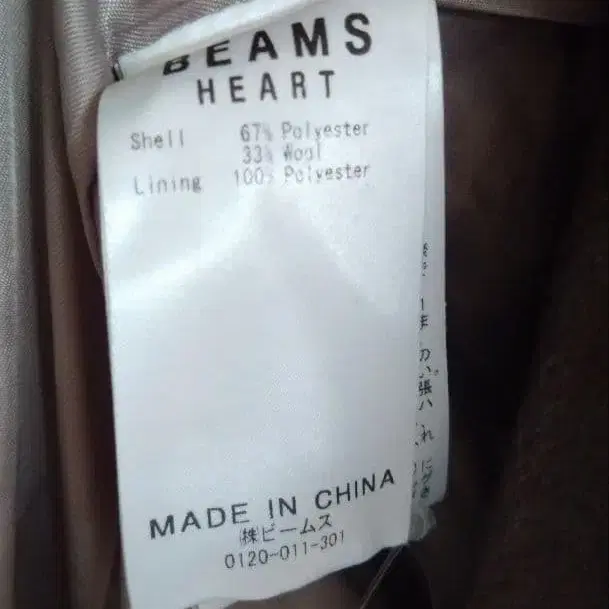 BEAMS
HEART
Shell 67% Polyester
33% Wool
Lining 100% Polyester
MADE IN CHINA
㈱ビームス
0120-011-301